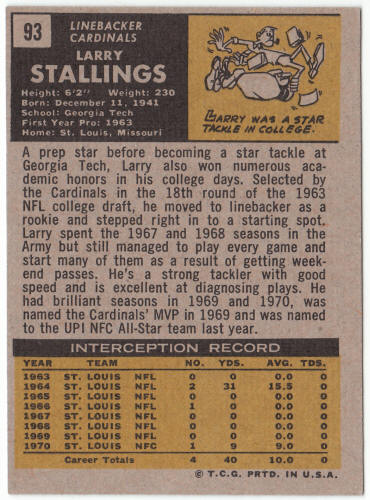 93
LINEBACKER
CARDINALS
LARRY
STALLINGS
Height: 6'2" Weight: 230
Born: December 11, 1941
School: Georgia Tech
First Year Pro: 1963
Home: St. Louis, Missouri
LARRY WAS A STAR
TACKLE IN COLLEGE.
A prep star before becoming a star tackle at
Georgia Tech, Larry also won numerous aca-
demic honors in his college days. Selected
by the Cardinals in the 18th round of the 1963
NFL college draft, he moved to linebacker as a
rookie and stepped right in to a starting spot.
Larry spent the 1967 and 1968 seasons in the
Army but still managed to play every game and
start many of them as a result of getting week-
end passes. He's a strong tackler with good
speed and is excellent at diagnosing plays. He
had brilliant seasons in 1969 and 1970, was
named the Cardinals' MVP in 1969 and was named
to the UPI NFC All-Star team last year.
INTERCEPTION RECORD
YEAR TEAM NO. YDS. AVG. TDS.
1963 ST. LOUIS NFL 0 0 0.0 0
1964 ST. LOUIS NFL 2 31 15.5 0
1965 ST. LOUIS NFL 0 0 0.0 0
1966 ST. LOUIS NFL 1 0 0.0 0
1967 ST. LOUIS NFL 0 0 0.0 0
1968 ST. LOUIS NFL 0 0 0.0 0
1969 ST. LOUIS NFL 0 0 0.0 0
1970 ST. LOUIS NFC 1 9 9.0 0
Career Totals 4 40 10.0 0
© T.C.G. PRTD. IN U.S.A.